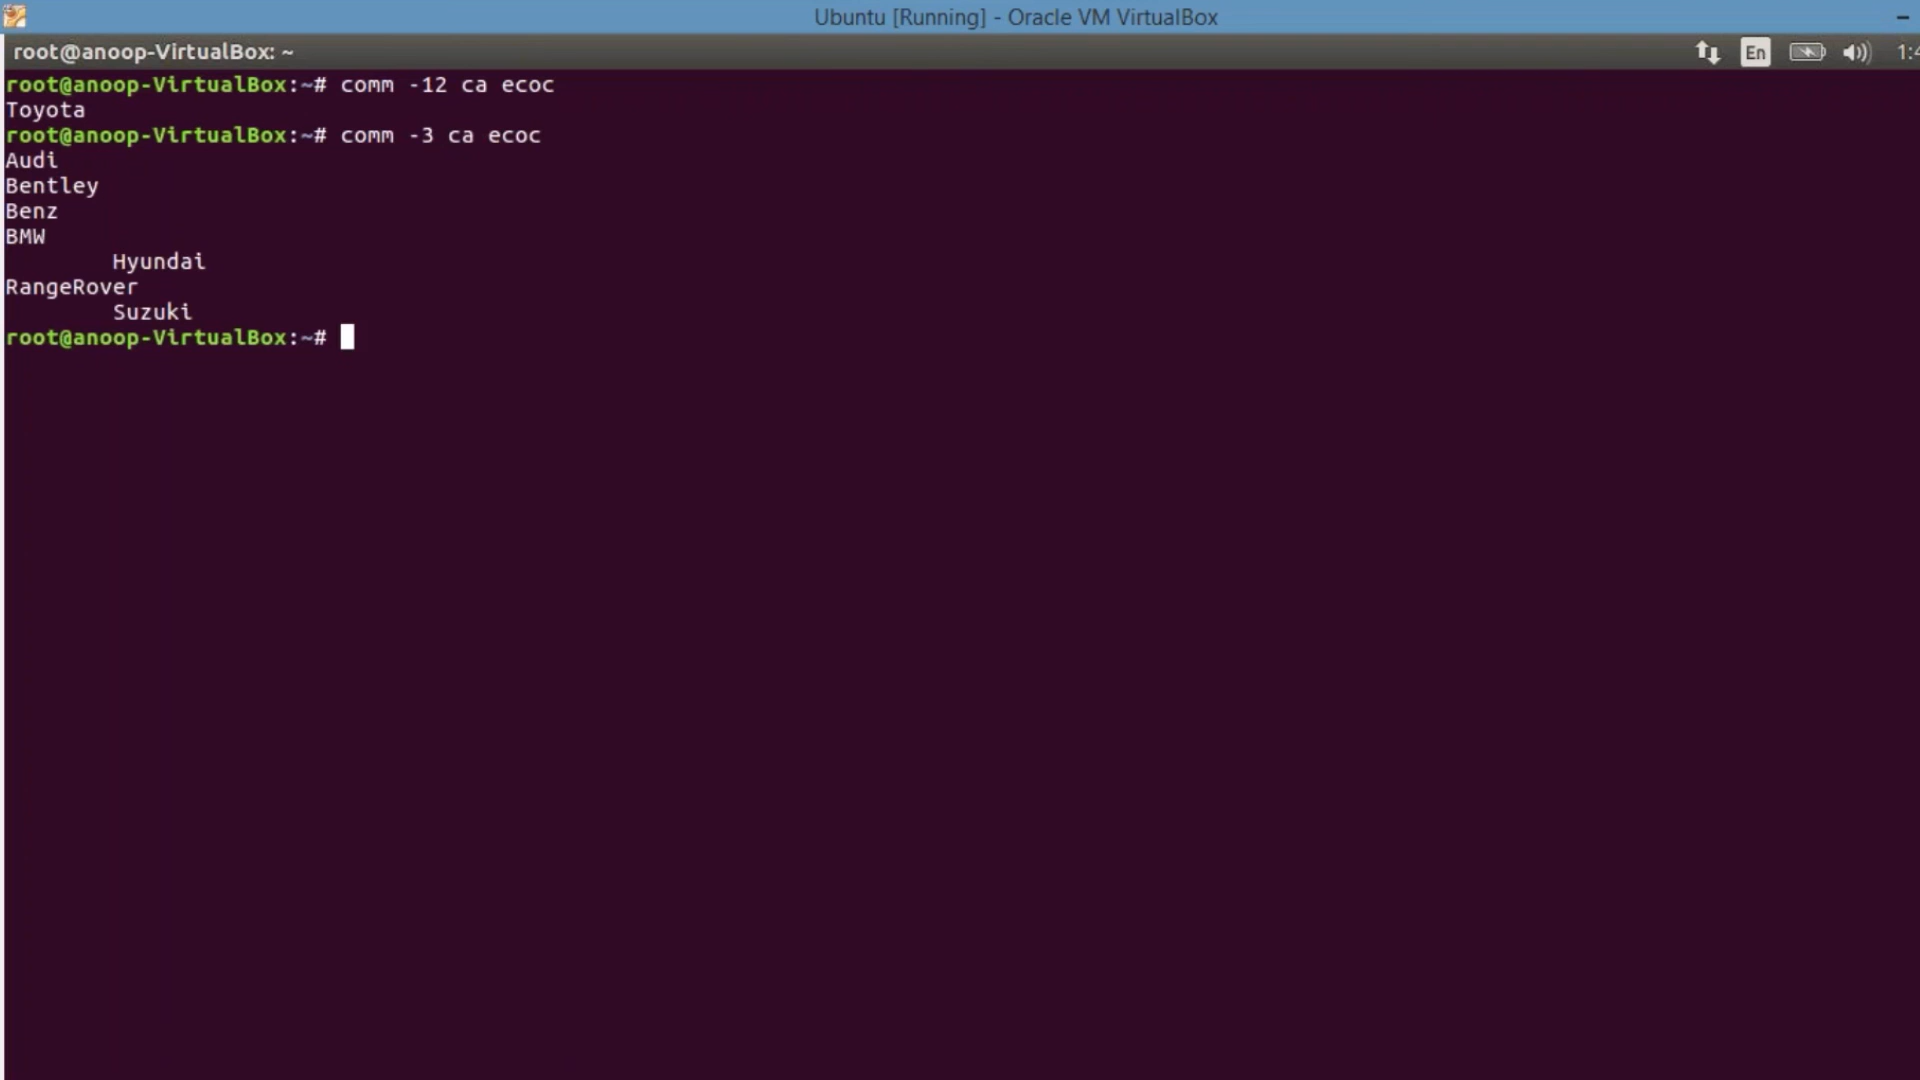 Ubuntu [Running] - Oracle VM VirtualBox
root@anoop-VirtualBox: ~
En
root@anoop-VirtualBox:~# comm -12 ca ecoc
Toyota
root@anoop-VirtualBox:~# comm -3 ca ecoc
Audi
Bentley
Benz
BMW
Hyundai
RangeRover
Suzuki
root@anoop-VirtualBox:~#